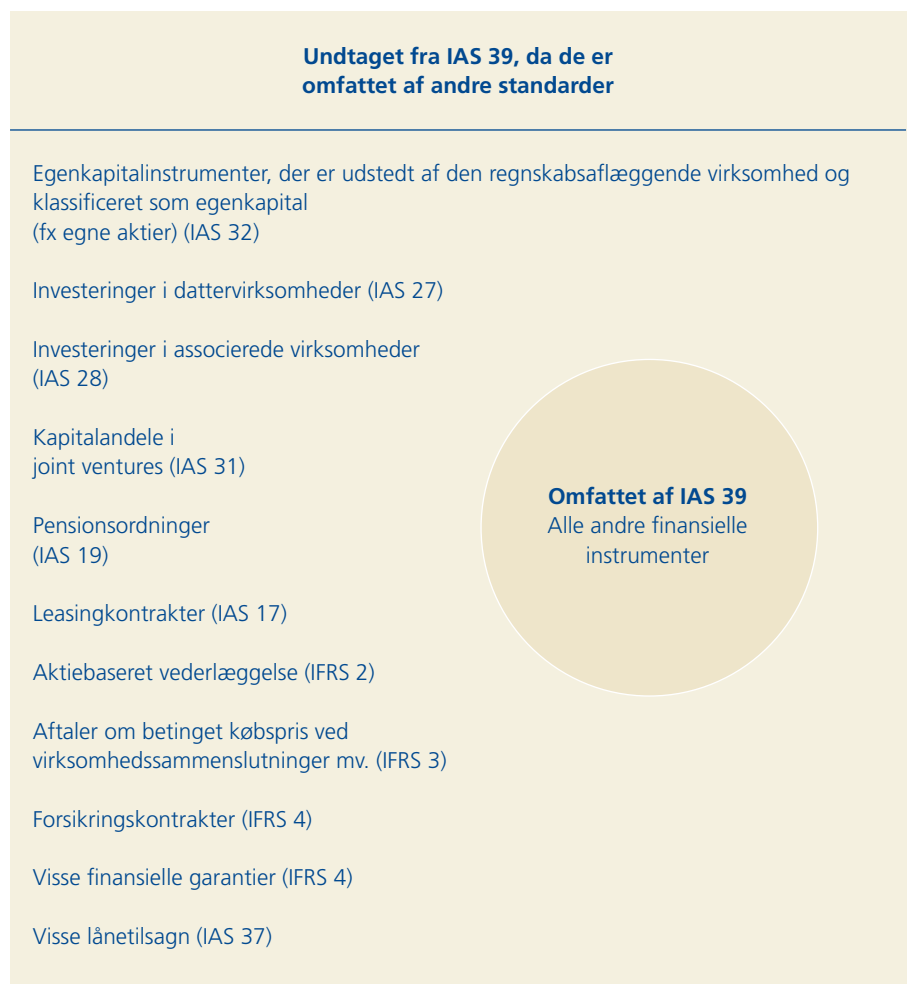 Undtaget fra IAS 39, da de er
omfattet af andre standarder
Egenkapitalinstrumenter, der er udstedt af den regnskabsaflæggende virksomhed og
klassificeret som egenkapital
(fx egne aktier) (IAS 32)
Investeringer i dattervirksomheder (IAS 27)
Investeringer i associerede virksomheder
(IAS 28)
Kapitalandele i
joint ventures (IAS 31)
Pensionsordninger
(IAS 19)
Leasingkontrakter (IAS 17)
Aktiebaseret vederlæggelse (IFRS 2)
Aftaler om betinget købspris ved
virksomhedssammenslutninger mv. (IFRS 3)
Forsikringskontrakter (IFRS 4)
Visse finansielle garantier (IFRS 4)
Visse lånetilsagn (IAS 37)
Omfattet af IAS 39
Alle andre finansielle
instrumenter